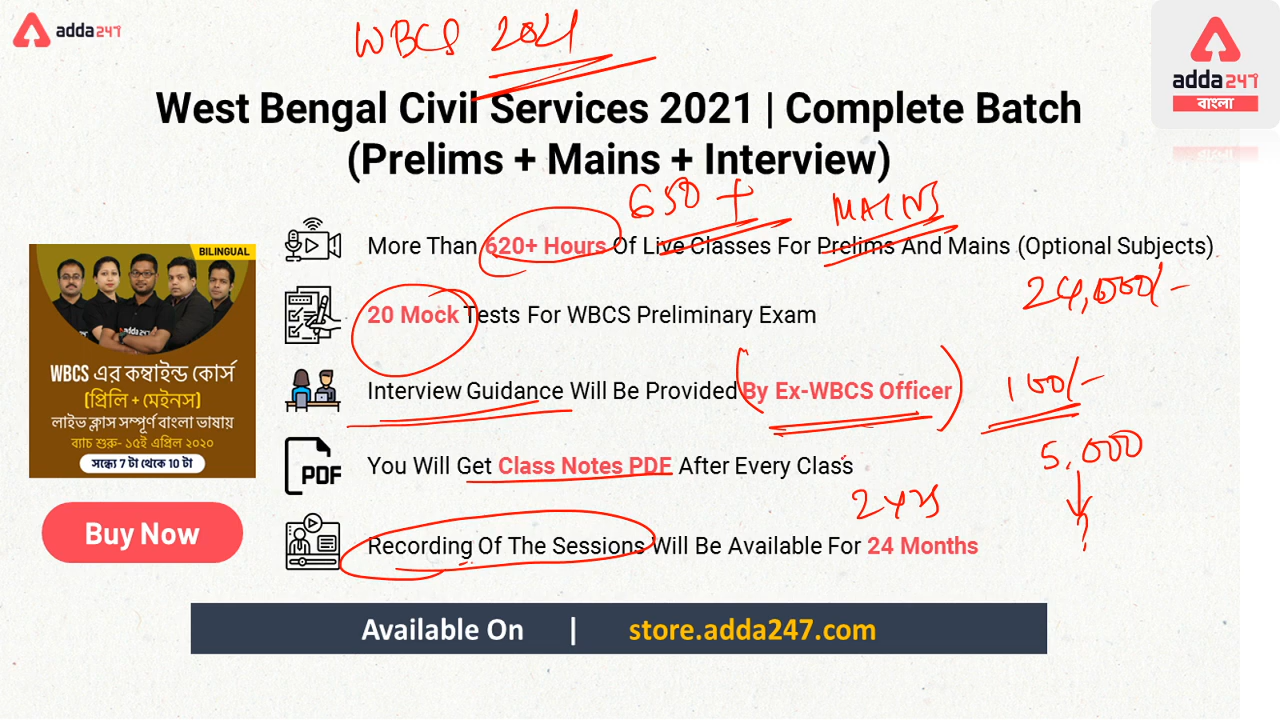 adda247
WBCS 2021
adda247
বাংলা
West Bengal Civil Services 2021 | Complete Batch
(Prelims + Mains + Interview)
650 +
MAINS
More Than 620+ Hours Of Live Classes For Prelims And Mains (Optional Subjects)
24,000/-
20 Mock Tests For WBCS Preliminary Exam
Interview Guidance Will Be Provided By Ex-WBCS Officer
100/-
5,000
PDF
You Will Get Class Notes PDF After Every Class
2 yrs
?
Recording Of The Sessions Will Be Available For 24 Months
BILINGUAL
adda247
WBCS এর কম্বাইন্ড কোর্স
(প্রিলি + মেইনস)
লাইভ ক্লাস সম্পূর্ণ বাংলা ভাষায়
ব্যাচ শুরু- ১৫ই এপ্রিল ২০২০
সন্ধ্যে 7 টা থেকে 10 টা
Buy Now
Available On | store.adda247.com